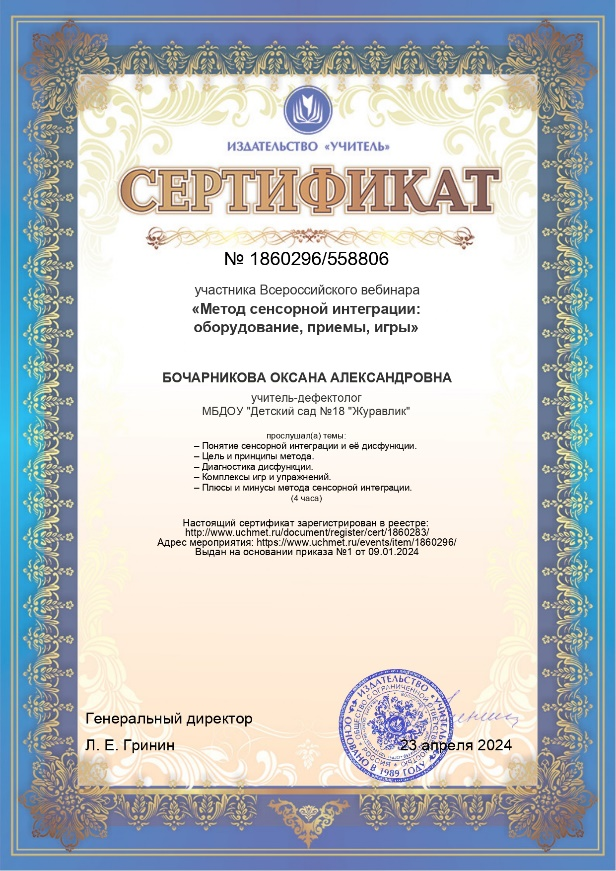 ИЗДАТЕЛЬСТВО «УЧИТЕЛЬ»
СЕРТИФИКАТ
№ 1860296/558806
участника Всероссийского вебинара
«Метод сенсорной интеграции:
оборудование, приемы, игры»
БОЧАРНИКОВА ОКСАНА АЛЕКСАНДРОВНА
учитель-дефектолог
МБДОУ "Детский сад №18 "Журавлик"
прослушал(а) темы:
– Понятие сенсорной интеграции и её дисфункции.
– Цель и принципы метода.
– Диагностика дисфункции.
– Комплексы игр и упражнений.
– Плюсы и минусы метода сенсорной интеграции.
(4 часа)
Настоящий сертификат зарегистрирован в реестре:
http://www.uchmet.ru/document/register/cert/1860283/
Адрес мероприятия: https://www.uchmet.ru/events/item/1860296/
Выдан на основании приказа №1 от 09.01.2024
Генеральный директор
Л. Е. Гринин
23 апреля 2024
ИЗДАТЕЛЬСТВО «УЧИТЕЛЬ»
ОСНОВАНО В 1989 ГОДУ